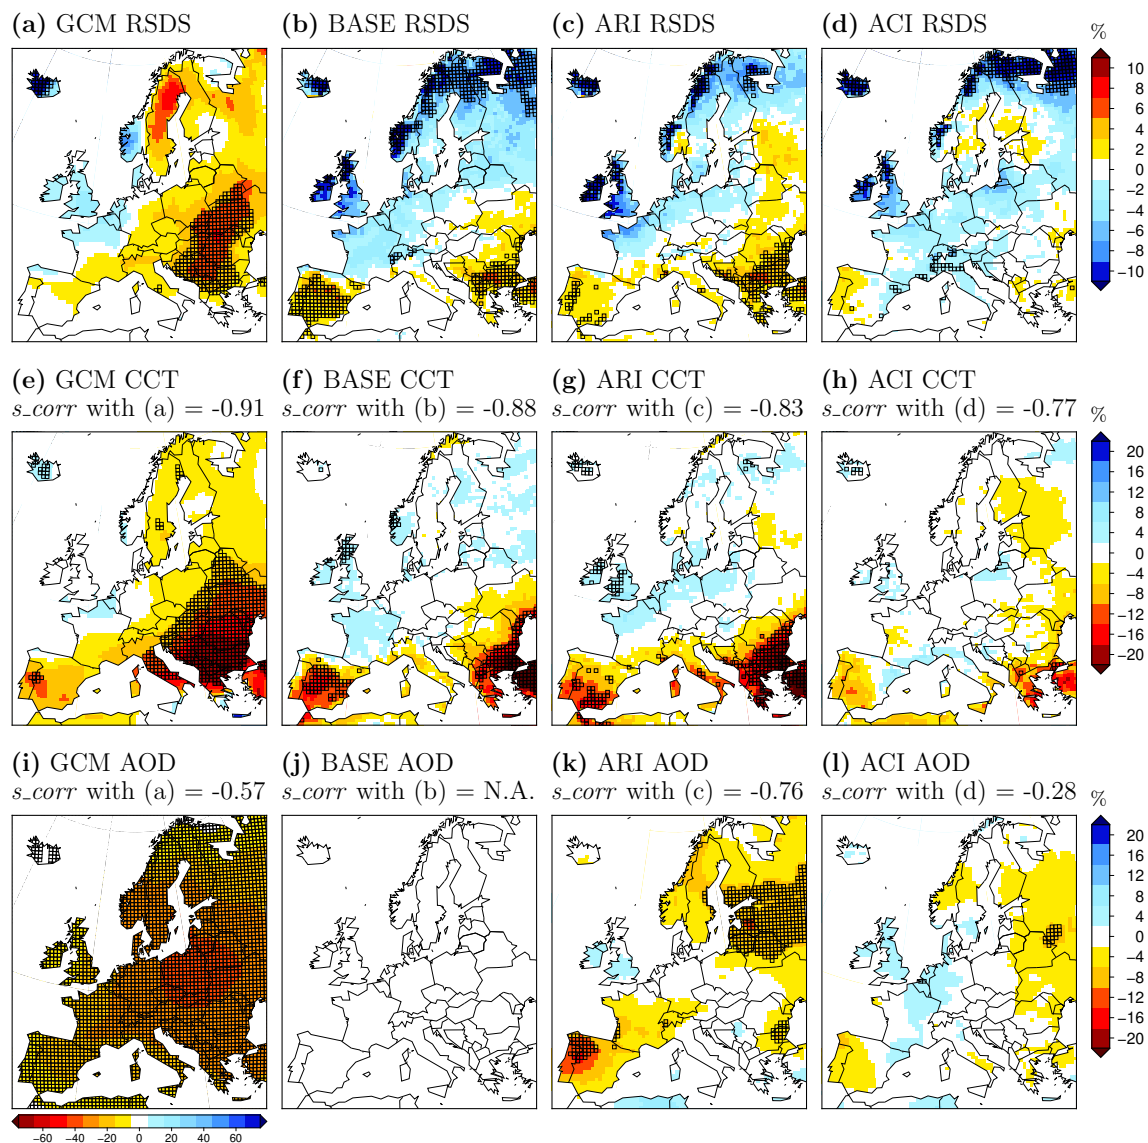 (a) GCM RSDS
(b) BASE RSDS
(c) ARI RSDS
(d) ACI RSDS
%
10
8
6
4
2
0
−2
−4
−6
−8
−10
(e) GCM CCT
s_corr with (a) = -0.91
(f) BASE CCT
s_corr with (b) = -0.88
(g) ARI CCT
s_corr with (c) = -0.83
(h) ACI CCT
s_corr with (d) = -0.77
%
20
16
12
8
4
0
−4
−8
−12
−16
−20
(i) GCM AOD
s_corr with (a) = -0.57
(j) BASE AOD
s_corr with (b) = N.A.
(k) ARI AOD
s_corr with (c) = -0.76
(l) ACI AOD
s_corr with (d) = -0.28
%
20
16
12
8
4
0
−4
−8
−12
−16
−20
−60 −40 −20 0 20 40 60